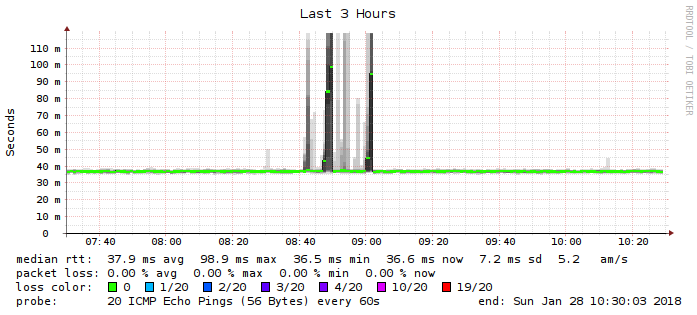 Last 3 Hours
RRDTOOL / TOBI OETIKER
Seconds
110 m
100 m
90 m
80 m
70 m
60 m
50 m
40 m
30 m
20 m
10 m
0
07:40 08:00 08:20 08:40 09:00 09:20 09:40 10:00 10:20
median rtt: 37.9 ms avg 98.9 ms max 36.5 ms min 36.6 ms now 7.2 ms sd 5.2 am/s
packet loss: 0.00 % avg 0.00 % max 0.00 % min 0.00 % now
loss color: 0 1/20 2/20 3/20 4/20 10/20 19/20
probe: 20 ICMP Echo Pings (56 Bytes) every 60s end: Sun Jan 28 10:30:03 2018